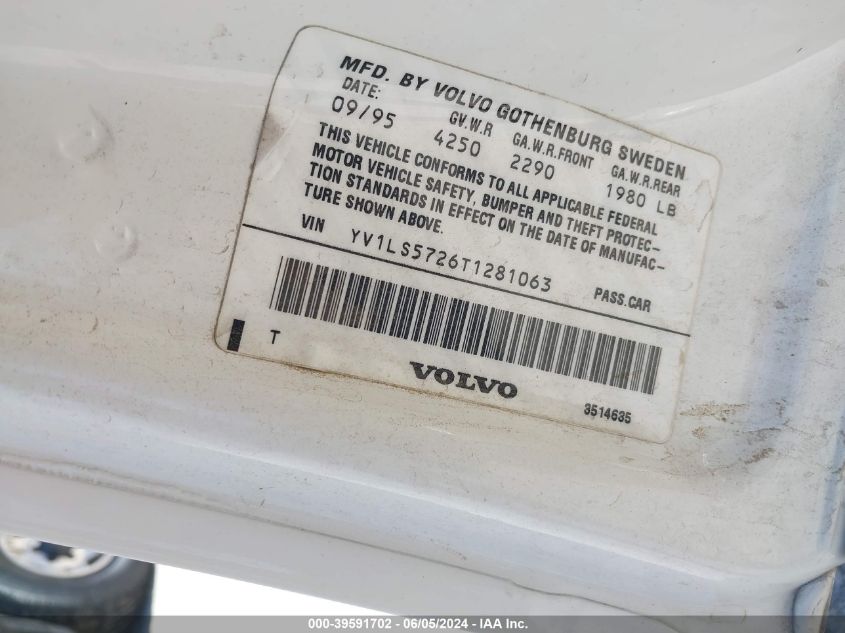 MFD. BY VOLVO GOTHENBURG SWEDEN
DATE: GV.W.R GA.W.R.FRONT GA.W.R.REAR
09/95 4250 2290 1980 LB
THIS VEHICLE CONFORMS TO ALL APPLICABLE FEDERAL
MOTOR VEHICLE SAFETY, BUMPER AND THEFT PROTEC-
TION STANDARDS IN EFFECT ON THE DATE OF MANUFAC-
TURE SHOWN ABOVE.
VIN YV1LS5726T1281063 PASS.CAR
T
VOLVO
3514635
000-39591702 - 06/05/2024 - IAA Inc.